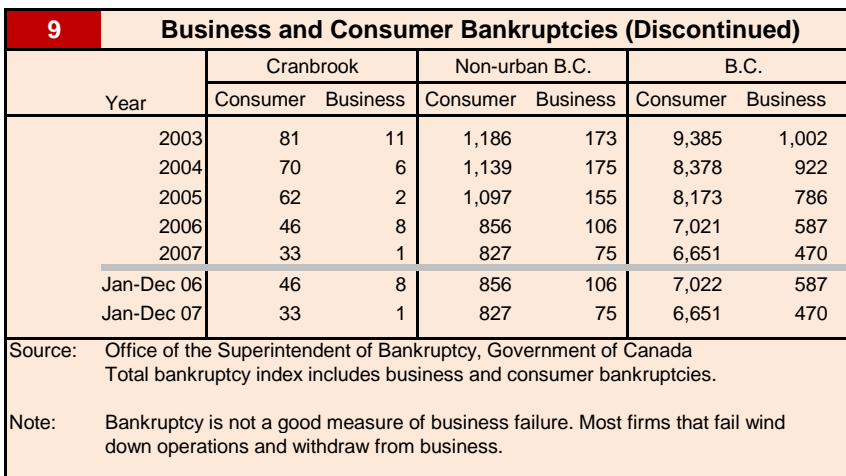 9 Business and Consumer Bankruptcies (Discontinued)
Cranbrook Non-urban B.C. B.C.
Year Consumer Business Consumer Business Consumer Business
2003 81 11 1,186 173 9,385 1,002
2004 70 6 1,139 175 8,378 922
2005 62 2 1,097 155 8,173 786
2006 46 8 856 106 7,021 587
2007 33 1 827 75 6,651 470
Jan-Dec 06 46 8 856 106 7,022 587
Jan-Dec 07 33 1 827 75 6,651 470
Source: Office of the Superintendent of Bankruptcy, Government of Canada
Total bankruptcy index includes business and consumer bankruptcies.
Note: Bankruptcy is not a good measure of business failure. Most firms that fail wind
down operations and withdraw from business.